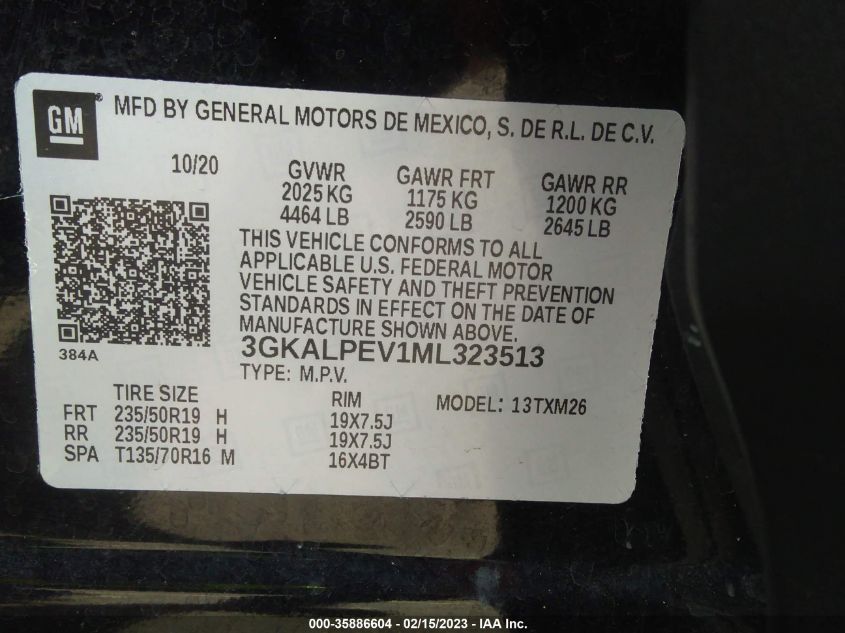 GM ® MFD BY GENERAL MOTORS DE MEXICO, S. DE R.L. DE C.V.
10/20 GVWR GAWR FRT GAWR RR
2025 KG 1175 KG 1200 KG
4464 LB 2590 LB 2645 LB
THIS VEHICLE CONFORMS TO ALL
APPLICABLE U.S. FEDERAL MOTOR
VEHICLE SAFETY AND THEFT PREVENTION
STANDARDS IN EFFECT ON THE DATE OF
MANUFACTURE SHOWN ABOVE.
384A
3GKALPEV1ML323513
TYPE: M.P.V.
TIRE SIZE RIM MODEL: 13TXM26
FRT 235/50R19 H 19X7.5J
RR 235/50R19 H 19X7.5J
SPA T135/70R16 M 16X4BT
000-35886604 - 02/15/2023 - IAA Inc.